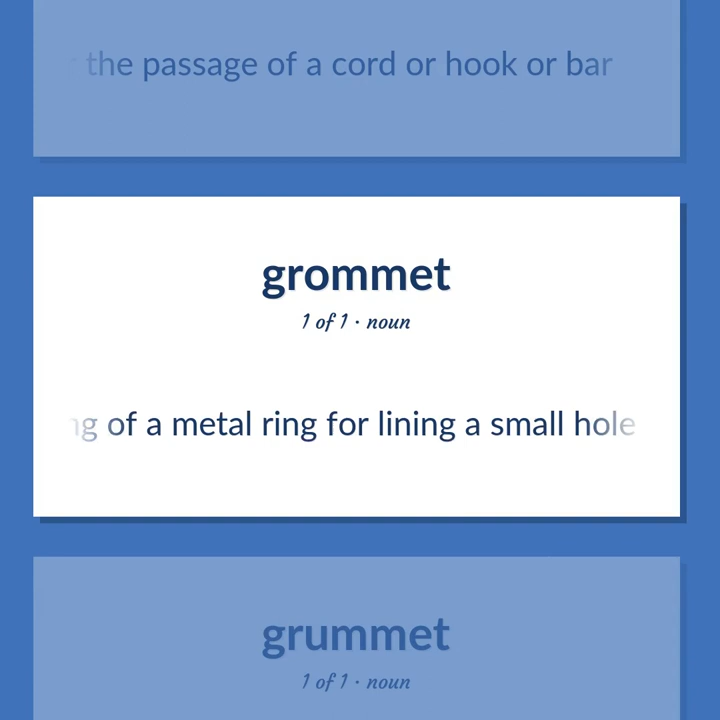 the passage of a cord or hook or bar
grommet
1 of 1 · noun
of a metal ring for lining a small hole
grummet
1 of 1 · noun